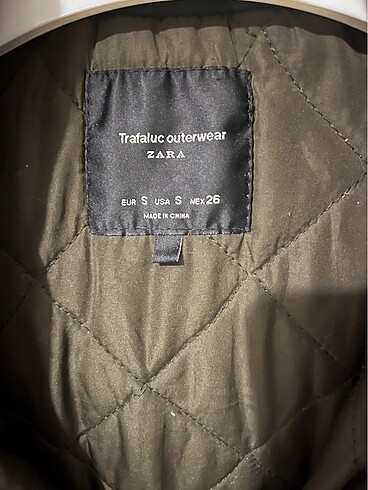 Trafaluc outerwear
ZARA
EUR S USA S MEX 26
MADE IN CHINA